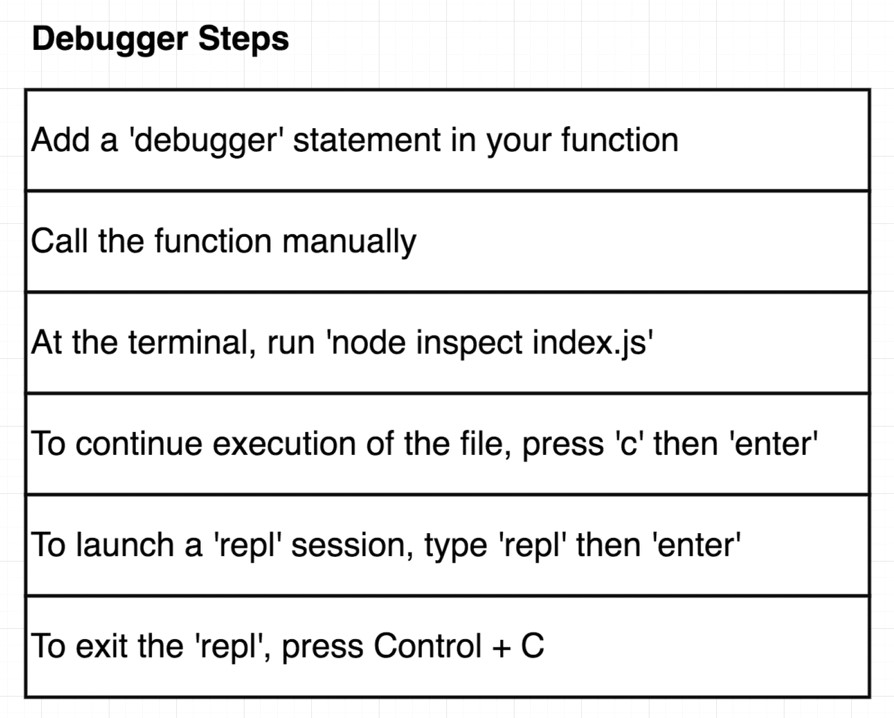 Debugger Steps
Add a 'debugger' statement in your function
Call the function manually
At the terminal, run 'node inspect index.js'
To continue execution of the file, press 'c' then 'enter'
To launch a 'repl' session, type 'repl' then 'enter'
To exit the 'repl', press Control + C